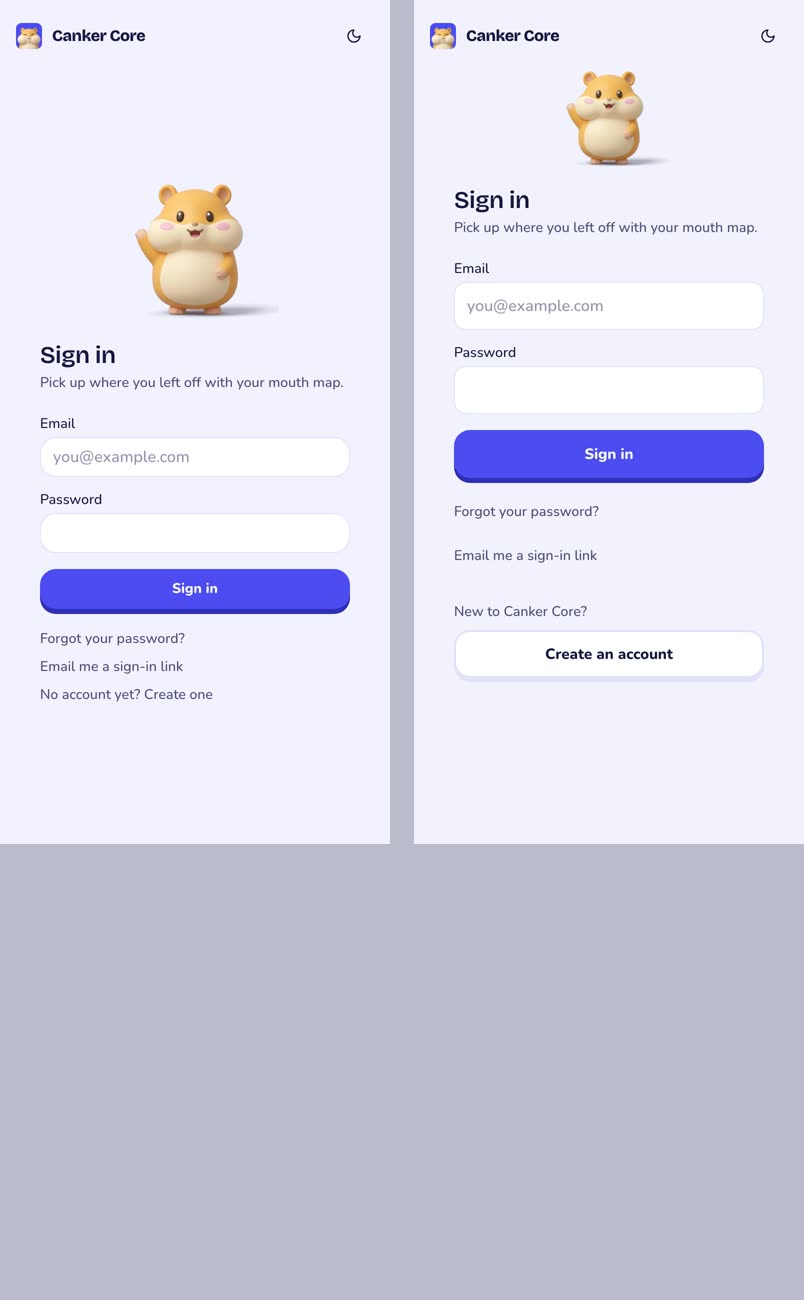 Canker Core
Sign in
Pick up where you left off with your mouth map.
Email
you@example.com
Password
Sign in
Forgot your password?
Email me a sign-in link
No account yet? Create one
Canker Core
Sign in
Pick up where you left off with your mouth map.
Email
you@example.com
Password
Sign in
Forgot your password?
Email me a sign-in link
New to Canker Core?
Create an account